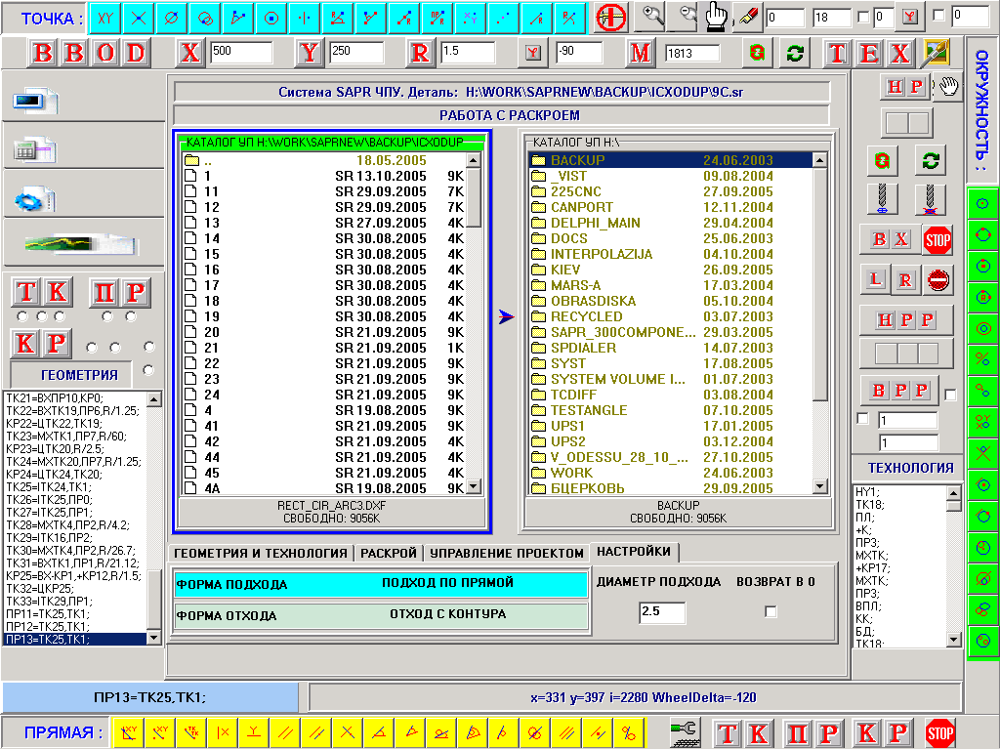 ТОЧКА : 0 18 0 Y 0
ВВОD X 500 Y 250 R 1.5 Y -90 M 1813 TEX
Система SAPR ЧПУ. Деталь: H:\WORK\SAPRNEW\BACKUP\ICXODUP\9C.sr
РАБОТА С РАСКРОЕМ
КАТАЛОГ УП H:\WORK\SAPRNEW\BACKUP\ICXODUP
.. 18.05.2005
1 SR 13.10.2005 9K
11 SR 29.09.2005 7K
12 SR 29.09.2005 7K
13 SR 27.09.2005 4K
14 SR 30.08.2005 4K
15 SR 30.08.2005 4K
16 SR 30.08.2005 4K
17 SR 30.08.2005 4K
18 SR 30.08.2005 4K
19 SR 30.08.2005 4K
20 SR 21.09.2005 9K
21 SR 21.09.2005 1K
22 SR 21.09.2005 9K
23 SR 21.09.2005 9K
24 SR 21.09.2005 9K
4 SR 19.08.2005 9K
41 SR 21.09.2005 9K
42 SR 21.09.2005 9K
44 SR 21.09.2005 9K
45 SR 21.09.2005 4K
4A SR 19.08.2005 9K
RECT_CIR_ARC3.DXF
СВОБОДНО: 9056K
КАТАЛОГ УП H:\
BACKUP 24.06.2003
_VIST 09.08.2004
225CNC 27.09.2005
CANPORT 12.11.2004
DELPHI_MAIN 29.04.2004
DOCS 25.06.2003
INTERPOLAZIJA 04.10.2004
KIEV 26.09.2005
MARS-A 17.03.2004
OBRASDISKA 05.10.2004
RECYCLED 03.07.2003
SAPR_300COMPONE... 29.03.2005
SPDIALER 14.07.2003
SYST 17.08.2005
SYSTEM VOLUME I... 01.07.2003
TCDIFF 03.08.2004
TESTANGLE 07.10.2005
UPS1 17.01.2005
UPS2 03.12.2004
V_ODESSU_28_10_... 27.10.2005
WORK 24.06.2003
БЦЕРКОВЬ 29.09.2005
BACKUP
СВОБОДНО: 9056K
ТК ПР
КР
ГЕОМЕТРИЯ
ТК21=ВХПР10,КР0;
ТК22=ВХТК19,ПР6,R/1.25;
КР22=ЦТК22,ТК19;
ТК23=МХТК1,ПР7,R/60;
КР23=ЦТК20,R/2.5;
ТК24=МХТК20,ПР7,R/1.25;
КР24=ЦТК24,ТК20;
ТК25=IТК24,ТК1;
ТК26=IТК25,ПР0;
ТК27=IТК25,ПР1;
ТК28=МХТК4,ПР2,R/4.2;
ТК29=IТК16,ПР2;
ТК30=МХТК4,ПР2,R/26.7;
ТК31=ВХТК1,ПР1,R/21.12;
КР25=ВХ-КР1,+КР12,R/1.5;
ТК32=ЦКР25;
ТК33=IТК29,ПР1;
ПР11=ТК25,ТК1;
ПР12=ТК25,ТК1;
ПР13=ТК25,ТК1;
ГЕОМЕТРИЯ И ТЕХНОЛОГИЯ РАСКРОЙ УПРАВЛЕНИЕ ПРОЕКТОМ НАСТРОЙКИ
ФОРМА ПОДХОДА ПОДХОД ПО ПРЯМОЙ
ФОРМА ОТХОДА ОТХОД С КОНТУРА
ДИАМЕТР ПОДХОДА ВОЗВРАТ В 0
2.5
НР
ВХ STOP
L R
НРР
ВРР
1
1
ТЕХНОЛОГИЯ
НУ1;
ТК18;
ПЛ;
+К;
ПР3;
МХТК;
+КР17;
МХТК;
ПР3;
ВПЛ;
КК;
БД;
ТК18;
ОКРУЖНОСТЬ :
ПР13=ТК25,ТК1;
x=331 y=397 i=2280 WheelDelta=-120
ПРЯМАЯ : ТК ПР КР STOP